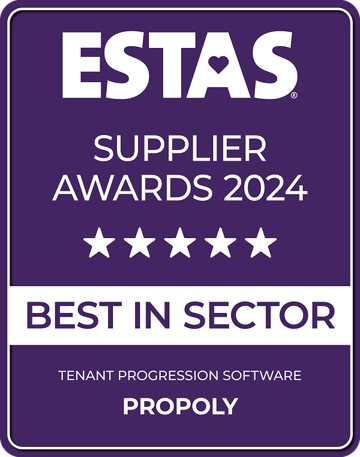 ESTAS®
SUPPLIER
AWARDS 2024
BEST IN SECTOR
TENANT PROGRESSION SOFTWARE
PROPOLY